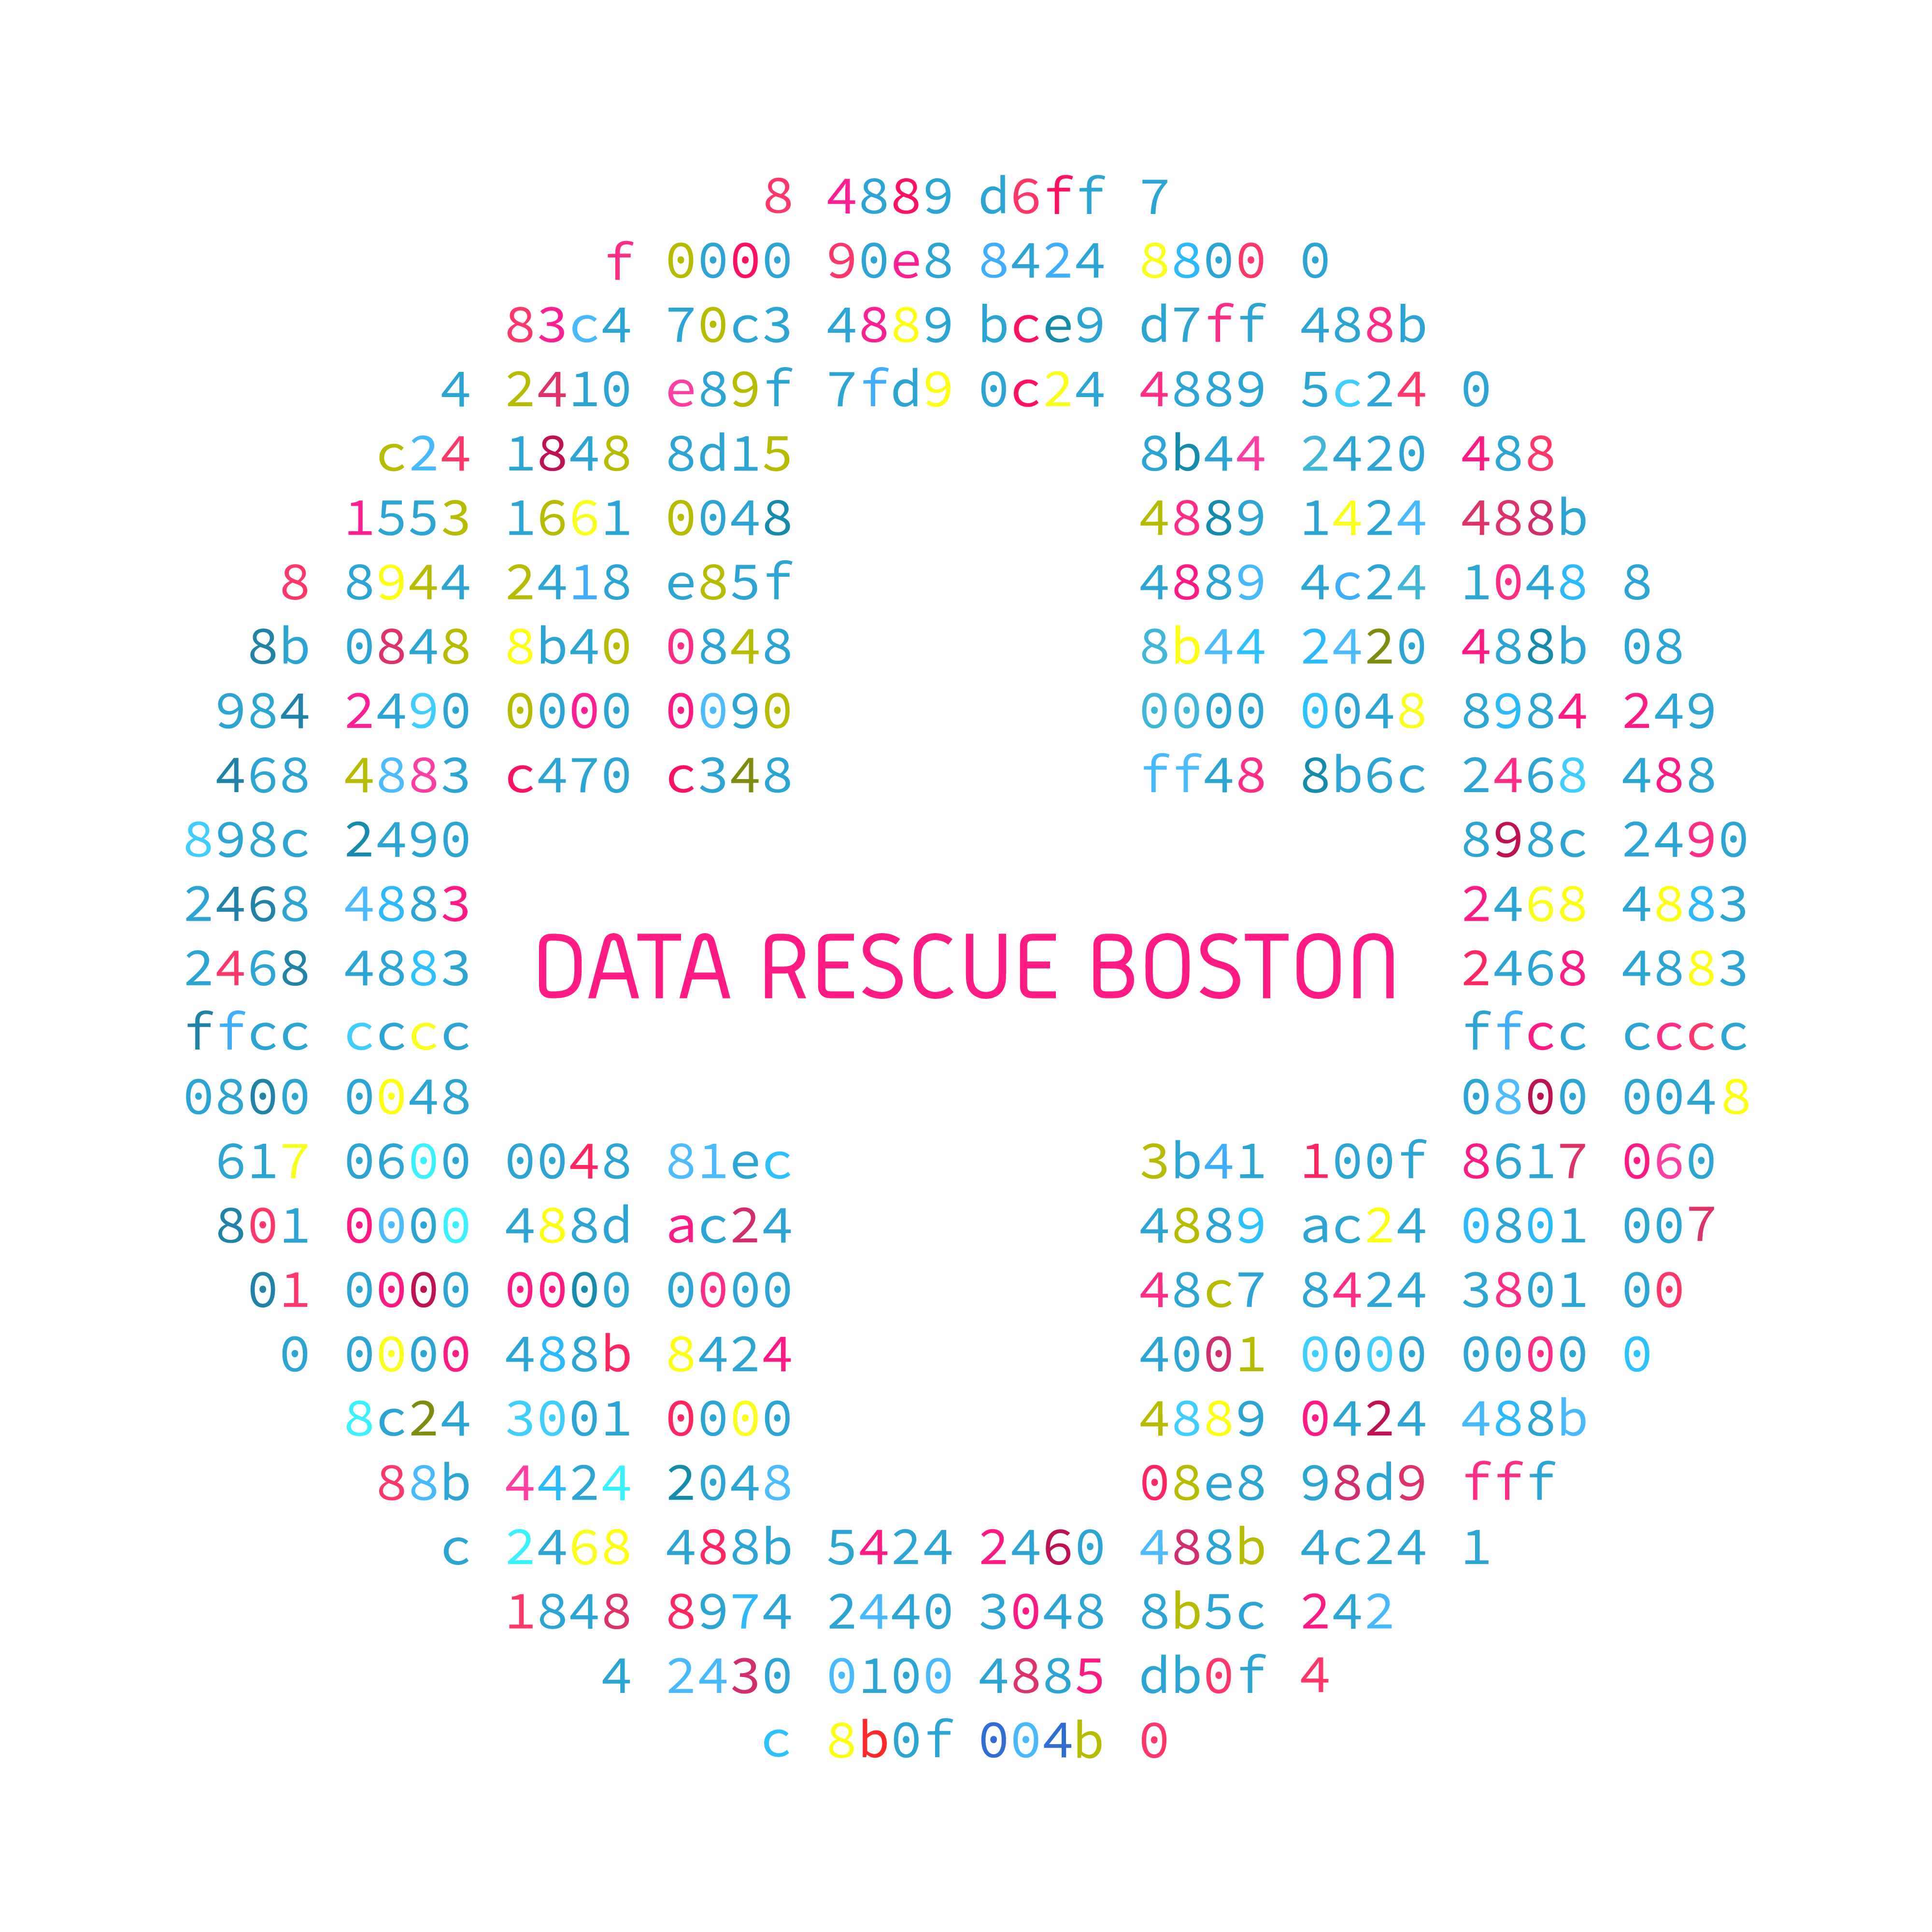 8 4889 d6ff 7
f 0000 90e8 8424 8800 0
83c4 70c3 4889 bce9 d7ff 488b
4 2410 e89f 7fd9 0c24 4889 5c24 0
c24 1848 8d15 8b44 2420 488
1553 1661 0048 4889 1424 488b
8 8944 2418 e85f 4889 4c24 1048 8
8b 0848 8b40 0848 8b44 2420 488b 08
984 2490 0000 0090 0000 0048 8984 249
468 4883 c470 c348 ff48 8b6c 2468 488
898c 2490 898c 2490
2468 4883 2468 4883
2468 4883 DATA RESCUE BOSTON 2468 4883
ffcc cccc ffcc cccc
0800 0048 0800 0048
617 0600 0048 81ec 3b41 100f 8617 060
801 0000 488d ac24 4889 ac24 0801 007
01 0000 0000 0000 48c7 8424 3801 00
0 0000 488b 8424 4001 0000 0000 0
8c24 3001 0000 4889 0424 488b
88b 4424 2048 08e8 98d9 fff
c 2468 488b 5424 2460 488b 4c24 1
1848 8974 2440 3048 8b5c 242
4 2430 0100 4885 db0f 4
c 8b0f 004b 0